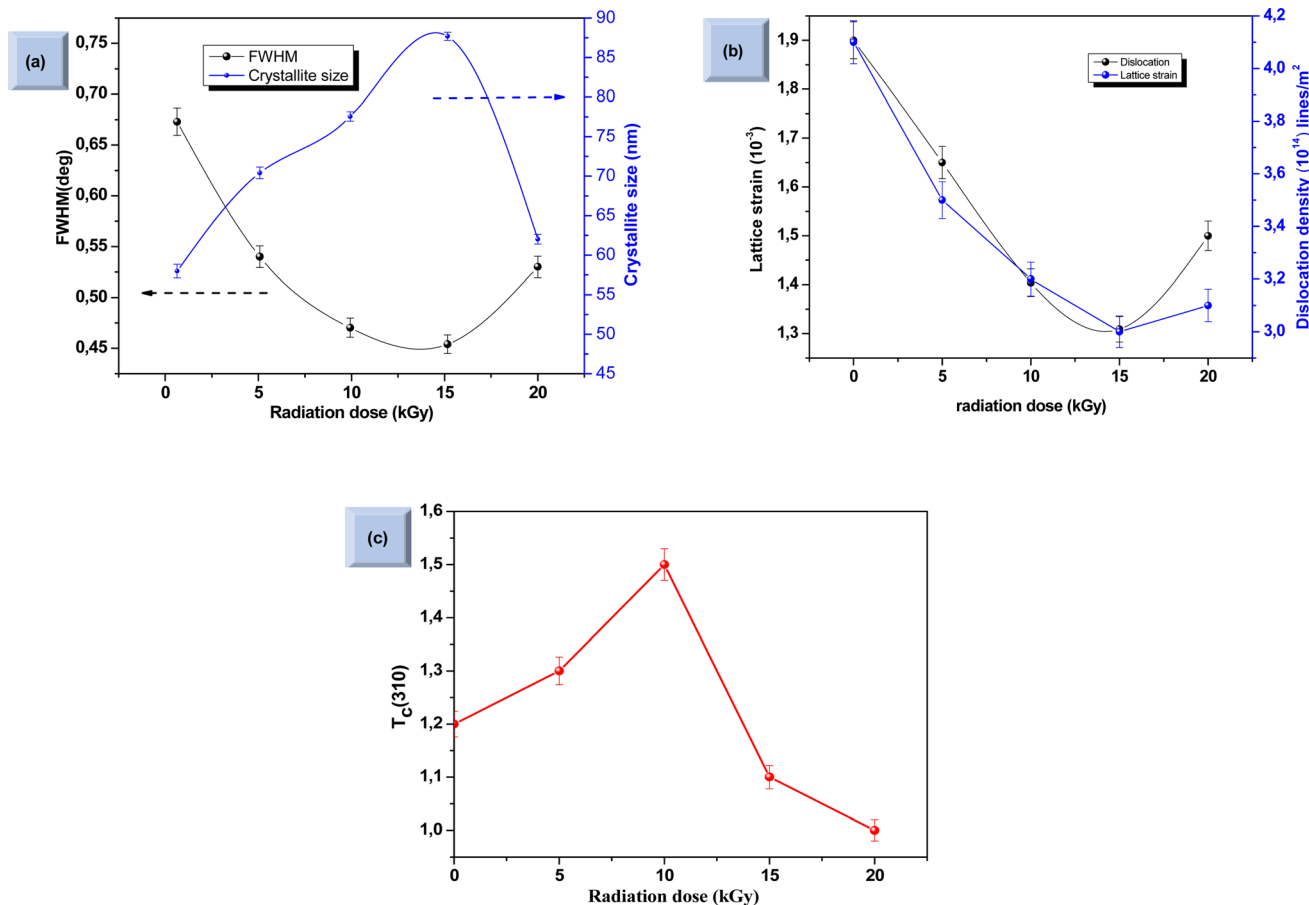 (a)
FWHM
Crystallite size
FWHM(deg)
0,75
0,70
0,65
0,60
0,55
0,50
0,45
Crystallite size (nm)
90
85
80
75
70
65
60
55
50
45
0 5 10 15 20
Radiation dose (kGy)
(b)
Dislocation
Lattice strain
Lattice strain (10⁻³)
1,9
1,8
1,7
1,6
1,5
1,4
1,3
Dislocation density (10¹⁴) lines/m²
4,2
4,0
3,8
3,6
3,4
3,2
3,0
0 5 10 15 20
radiation dose (kGy)
(c)
T_C(310)
1,6
1,5
1,4
1,3
1,2
1,1
1,0
0 5 10 15 20
Radiation dose (kGy)